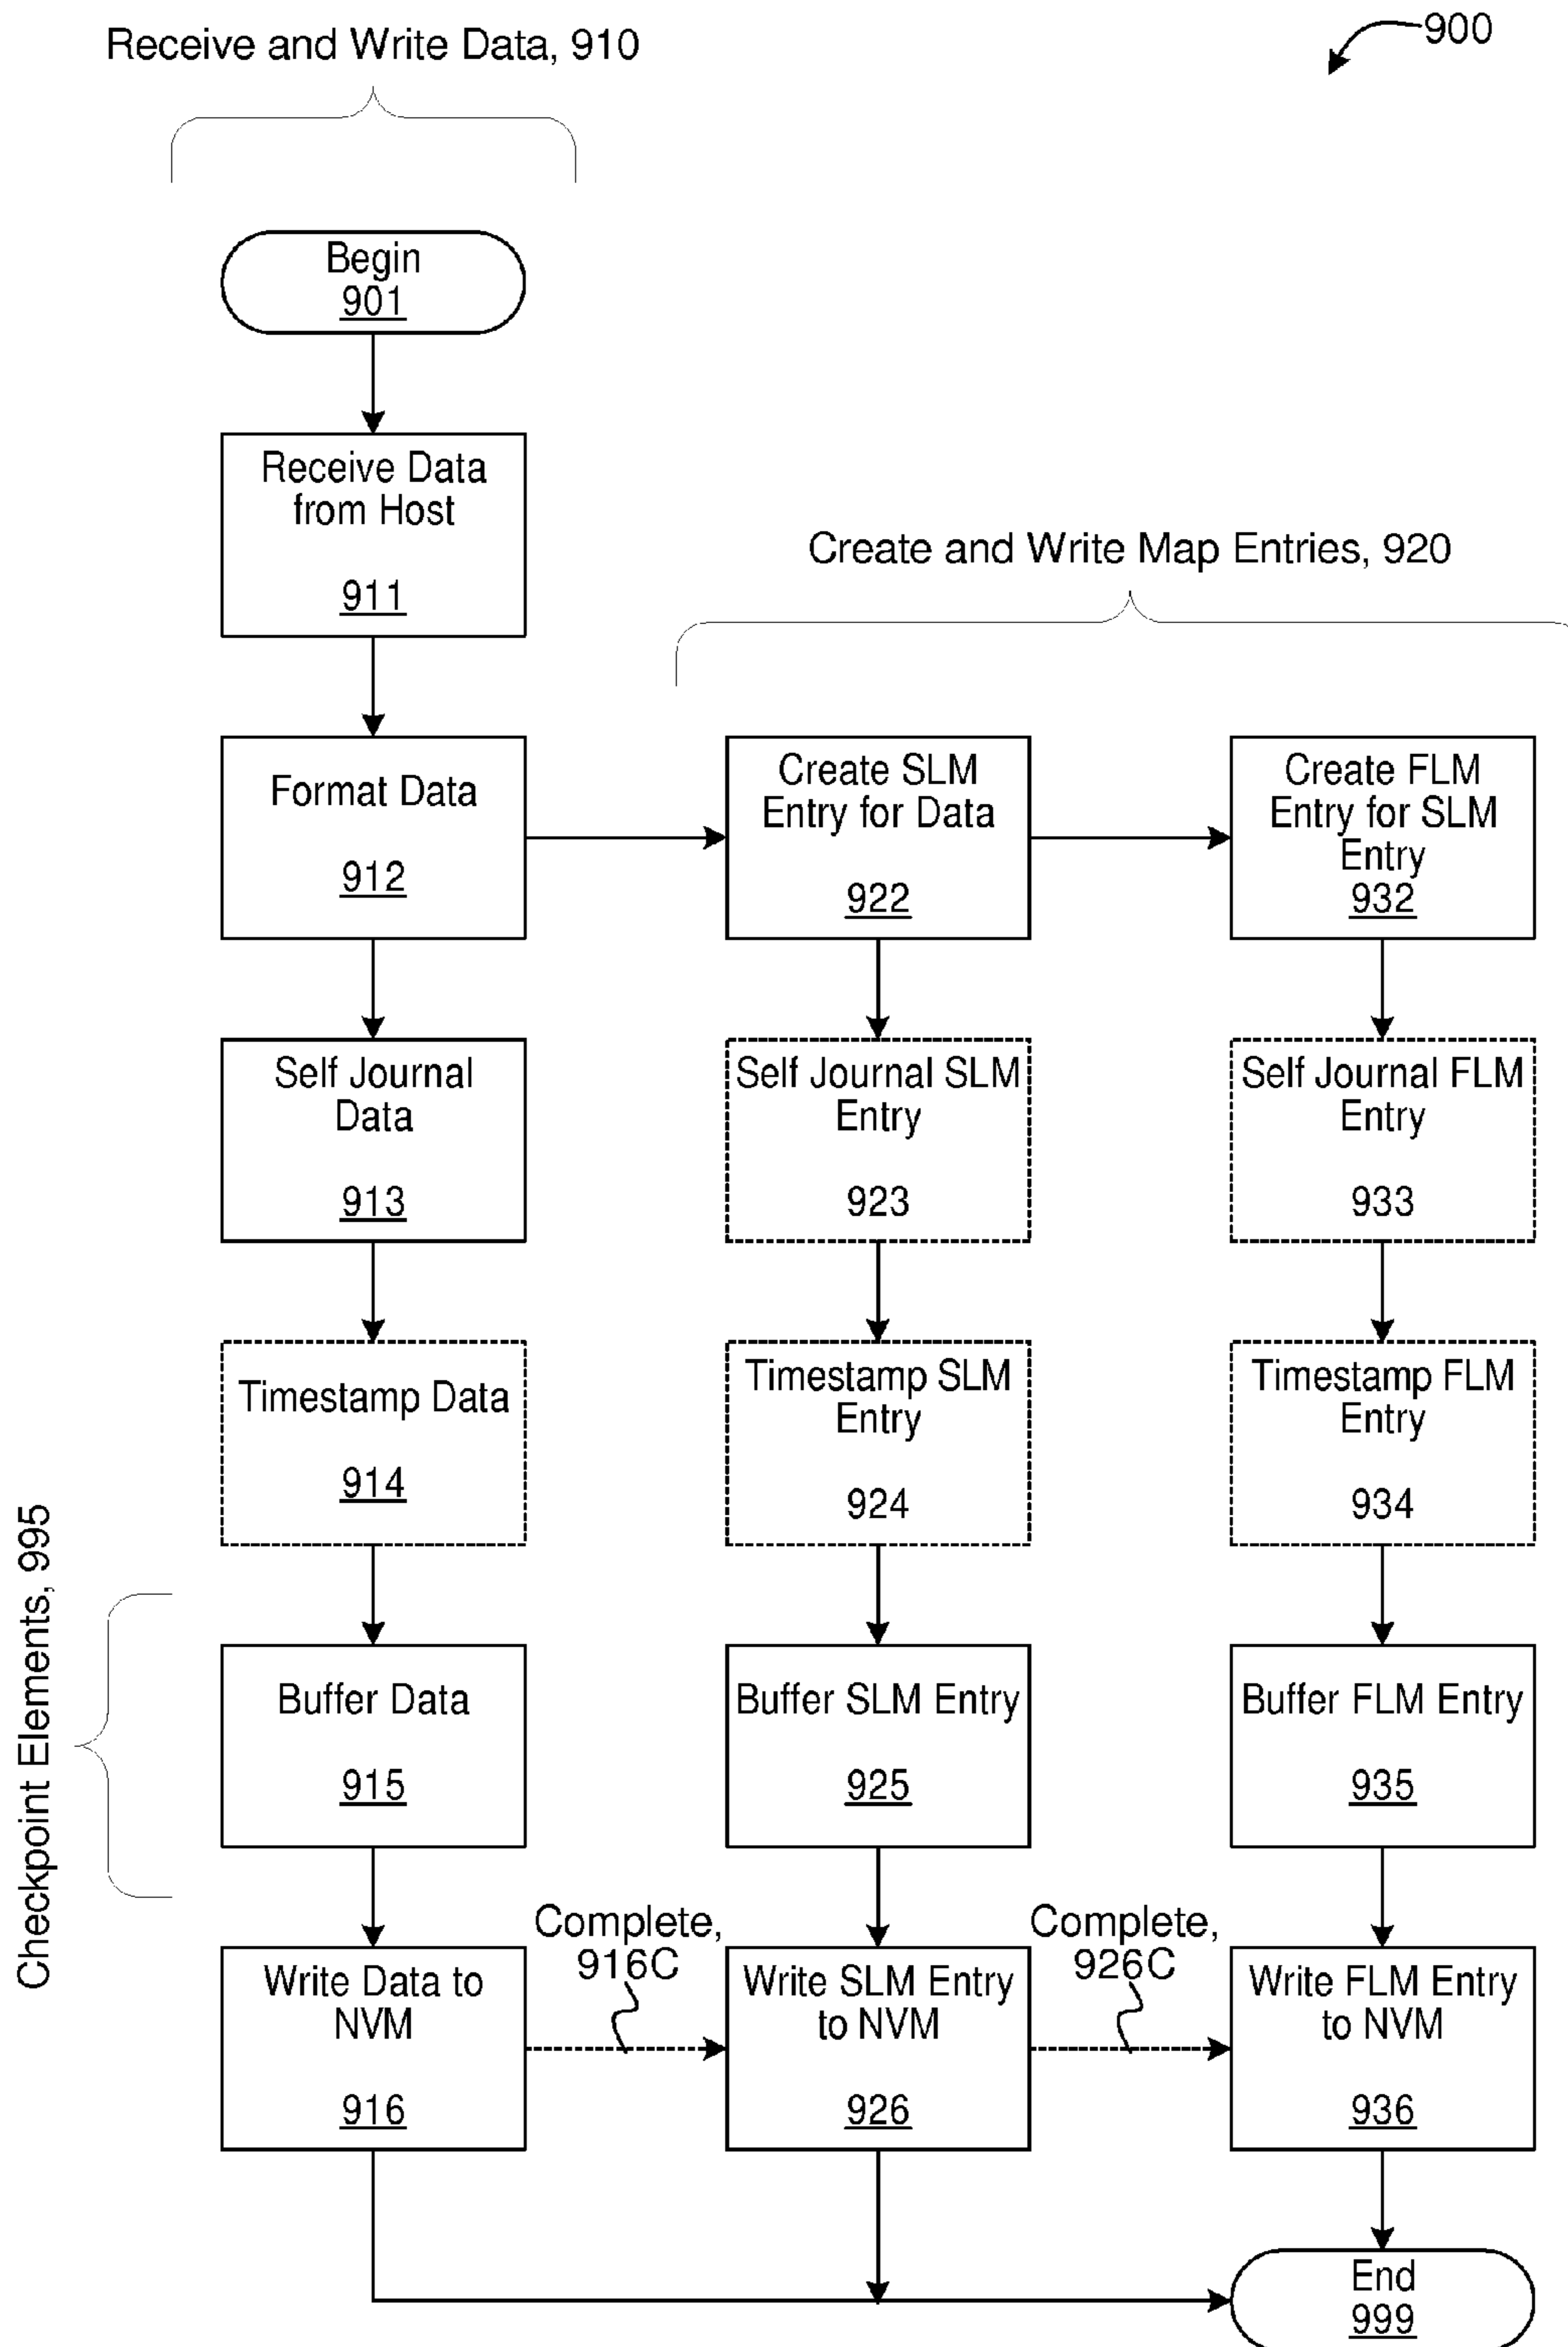 Receive and Write Data, 910
900
Begin
901
Receive Data
from Host
911
Create and Write Map Entries, 920
Format Data
912
Create SLM
Entry for Data
922
Create FLM
Entry for SLM
Entry
932
Self Journal
Data
913
Self Journal SLM
Entry
923
Self Journal FLM
Entry
933
Timestamp Data
914
Timestamp SLM
Entry
924
Timestamp FLM
Entry
934
Checkpoint Elements, 995
Buffer Data
915
Buffer SLM Entry
925
Buffer FLM Entry
935
Write Data to
NVM
916
Complete,
916C
Write SLM Entry
to NVM
926
Complete,
926C
Write FLM Entry
to NVM
936
End
999